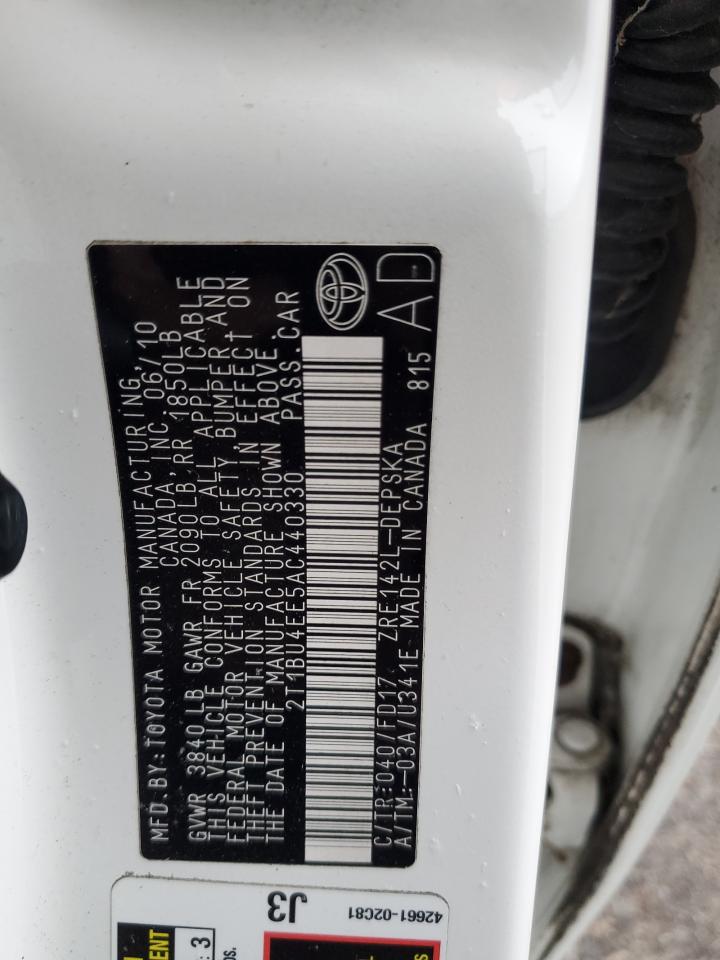 MFD.BY:TOYOTA MOTOR MANUFACTURING,
CANADA, INC. 06/10
GVWR 3840LB GAWR FR 2090LB,RR 1850LB
THIS VEHICLE CONFORMS TO ALL APPLICABLE
FEDERAL MOTOR VEHICLE SAFETY, BUMPER AND
THEFT PREVENTION STANDARDS IN EFFECT ON
THE DATE OF MANUFACTURE SHOWN ABOVE.
2T1BU4EE5AC440330 PASS.CAR
C/TR:040/FD17 ZRE142L-DEPSKA
A/TM:-03A/U341E MADE IN CANADA 815
AD
J3
42661-02C81
: 3